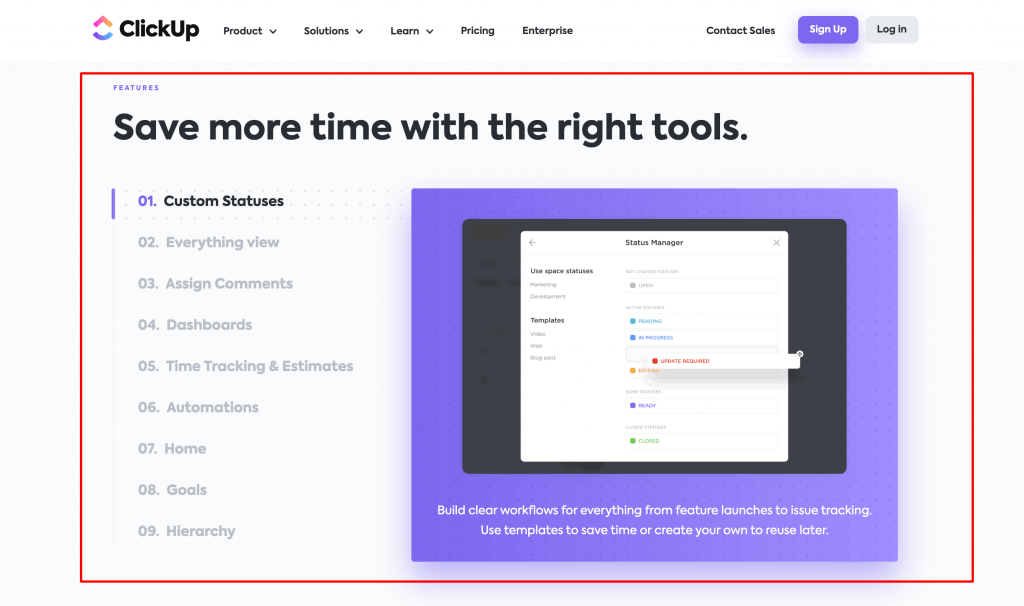 ClickUp
Product
Solutions
Learn
Pricing
Enterprise
Contact Sales
Sign Up
Log in
FEATURES
Save more time with the right tools.
01. Custom Statuses
02. Everything view
03. Assign Comments
04. Dashboards
05. Time Tracking & Estimates
06. Automations
07. Home
08. Goals
09. Hierarchy
Status Manager
Use space statuses
Marketing
Development
Templates
Video
Web
Blog post
NOT STARTED STATUSES
OPEN
ACTIVE STATUSES
PENDING
IN PROGRESS
UPDATE REQUIRED
EDITING
DONE STATUSES
READY
CLOSED STATUSES
CLOSED
Build clear workflows for everything from feature launches to issue tracking.
Use templates to save time or create your own to reuse later.